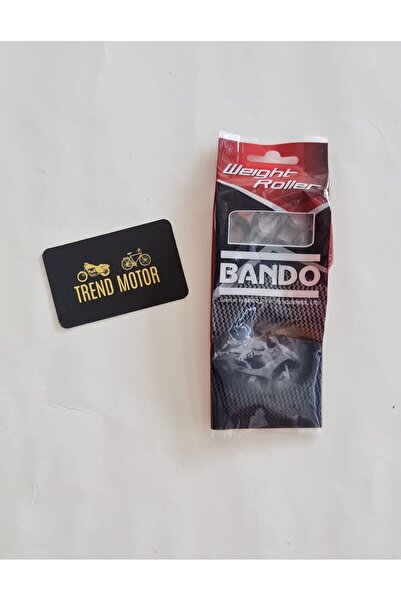 TREND MOTOR
Weight
Roller
BANDO